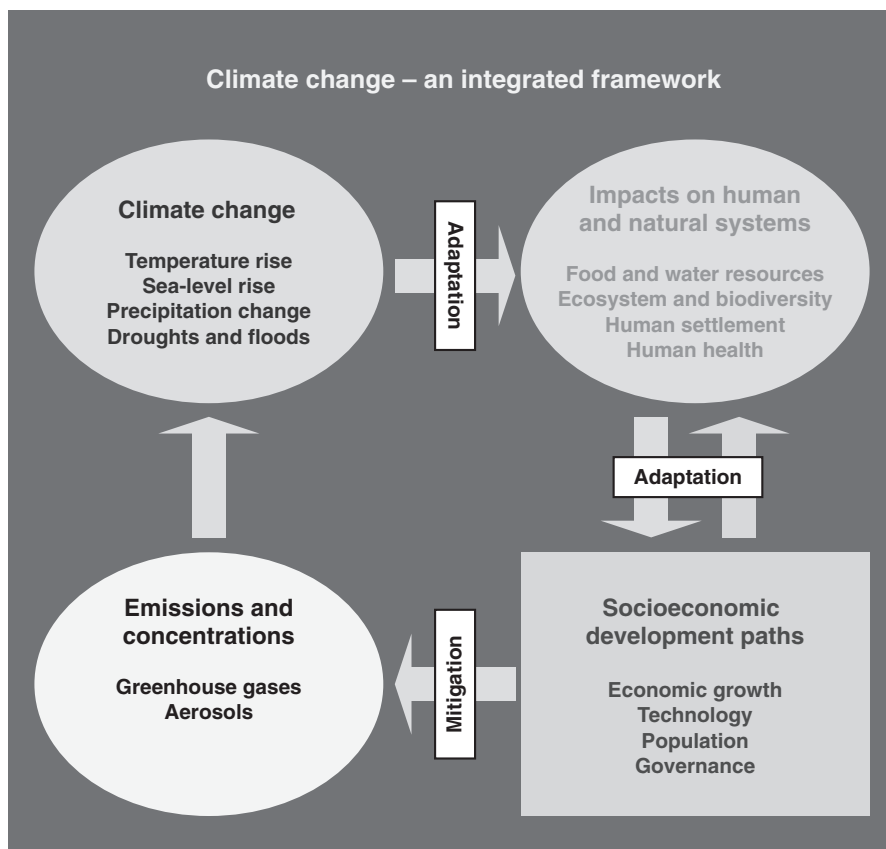 Climate change – an integrated framework
Climate change
Temperature rise
Sea-level rise
Precipitation change
Droughts and floods
Adaptation
Impacts on human
and natural systems
Food and water resources
Ecosystem and biodiversity
Human settlement
Human health
Adaptation
Emissions and
concentrations
Greenhouse gases
Aerosols
Mitigation
Socioeconomic
development paths
Economic growth
Technology
Population
Governance